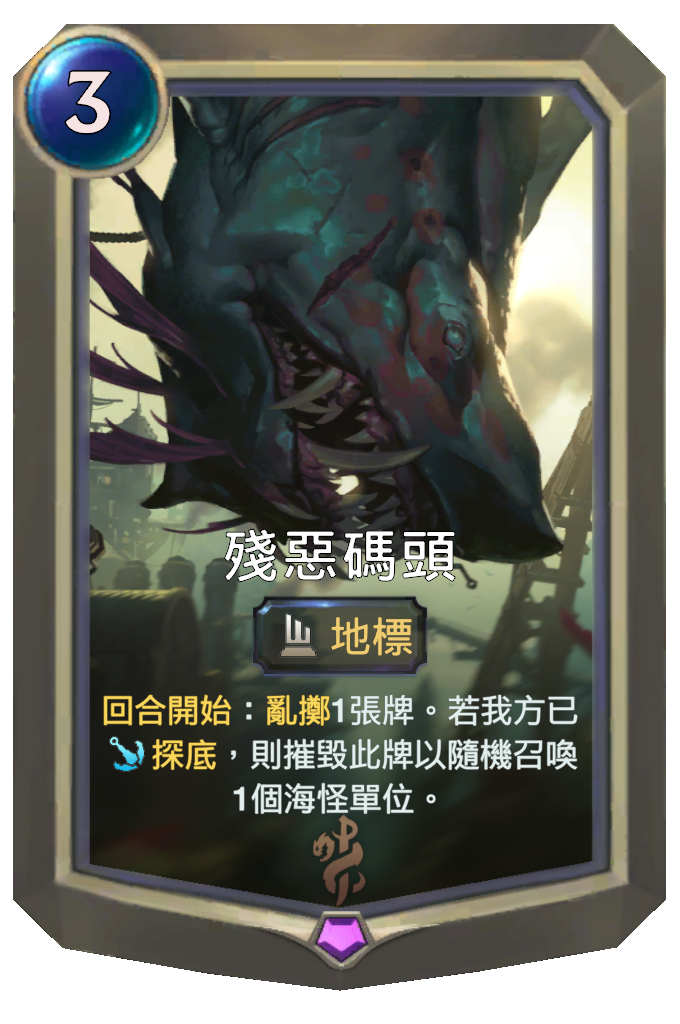 3
殘惡碼頭
地標
回合開始：亂擲1張牌。若我方已
探底，則摧毀此牌以隨機召喚
1個海怪單位。